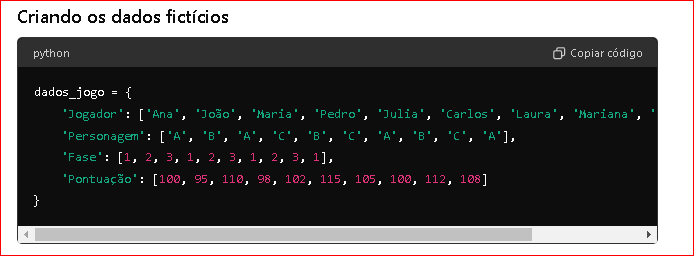 Criando os dados fictícios
python Copiar código
dados_jogo = {
'Jogador': ['Ana', 'João', 'Maria', 'Pedro', 'Julia', 'Carlos', 'Laura', 'Mariana', '
'Personagem': ['A', 'B', 'A', 'C', 'B', 'C', 'A', 'B', 'C', 'A'],
'Fase': [1, 2, 3, 1, 2, 3, 1, 2, 3, 1],
'Pontuação': [100, 95, 110, 98, 102, 115, 105, 100, 112, 108]
}